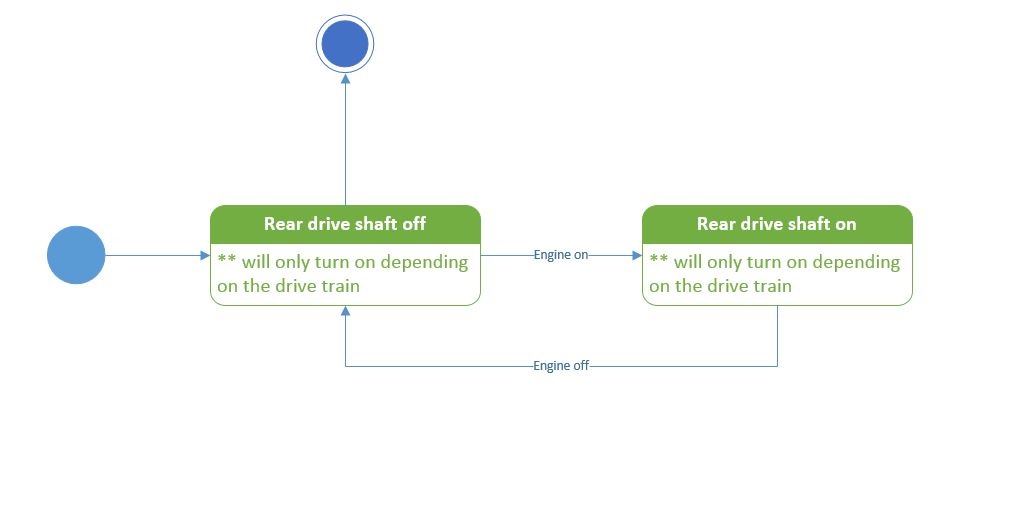 Rear drive shaft off
** will only turn on depending
on the drive train
Engine on
Rear drive shaft on
** will only turn on depending
on the drive train
Engine off